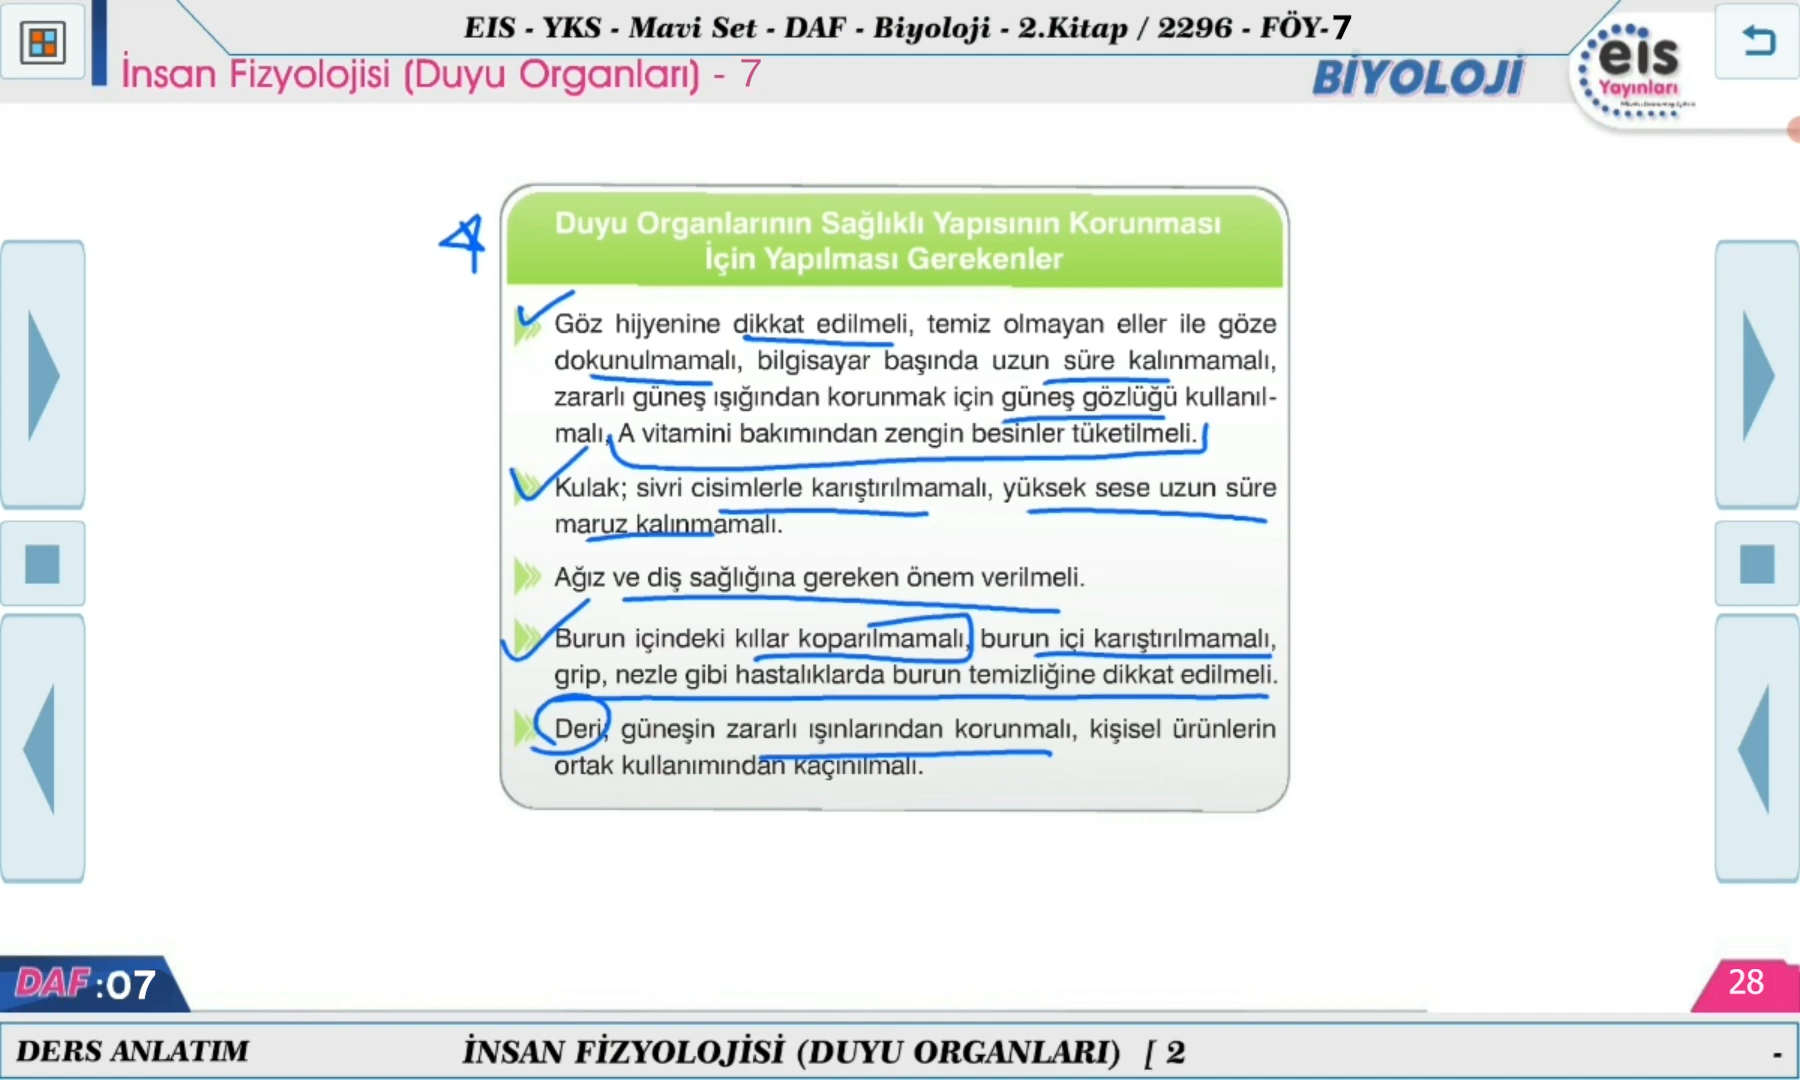 EIS - YKS - Mavi Set - DAF - Biyoloji - 2.Kitap / 2296 - FÖY-7
İnsan Fizyolojisi (Duyu Organları) - 7
BİYOLOJİ
eis
Yayınları
Duyu Organlarının Sağlıklı Yapısının Korunması
İçin Yapılması Gerekenler
Göz hijyenine dikkat edilmeli, temiz olmayan eller ile göze
dokunulmamalı, bilgisayar başında uzun süre kalınmamalı,
zararlı güneş ışığından korunmak için güneş gözlüğü kullanıl-
malı, A vitamini bakımından zengin besinler tüketilmeli.
Kulak; sivri cisimlerle karıştırılmamalı, yüksek sese uzun süre
maruz kalınmamalı.
Ağız ve diş sağlığına gereken önem verilmeli.
Burun içindeki kıllar koparılmamalı, burun içi karıştırılmamalı,
grip, nezle gibi hastalıklarda burun temizliğine dikkat edilmeli.
Deri; güneşin zararlı ışınlarından korunmalı, kişisel ürünlerin
ortak kullanımından kaçınılmalı.
DAF :07
28
DERS ANLATIM
İNSAN FİZYOLOJİSİ (DUYU ORGANLARI) [ 2
-